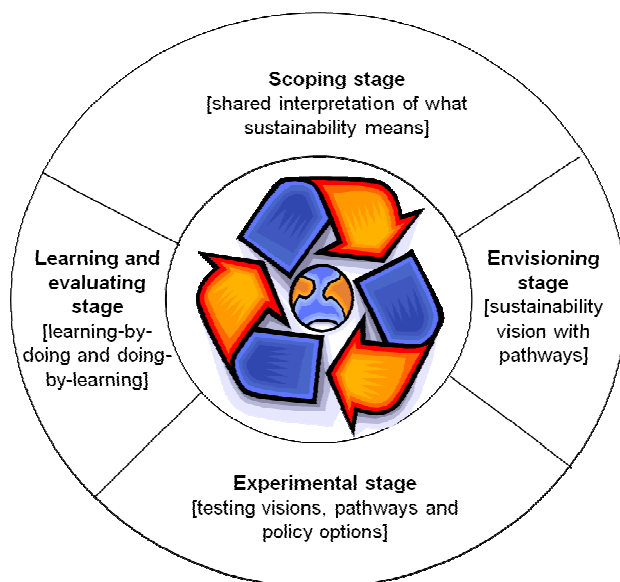 Scoping stage
[shared interpretation of what
sustainability means]
Envisioning
stage
[sustainability
vision with
pathways]
Experimental stage
[testing visions, pathways and
policy options]
Learning and
evaluating
stage
[learning-by-
doing and doing-
by-learning]